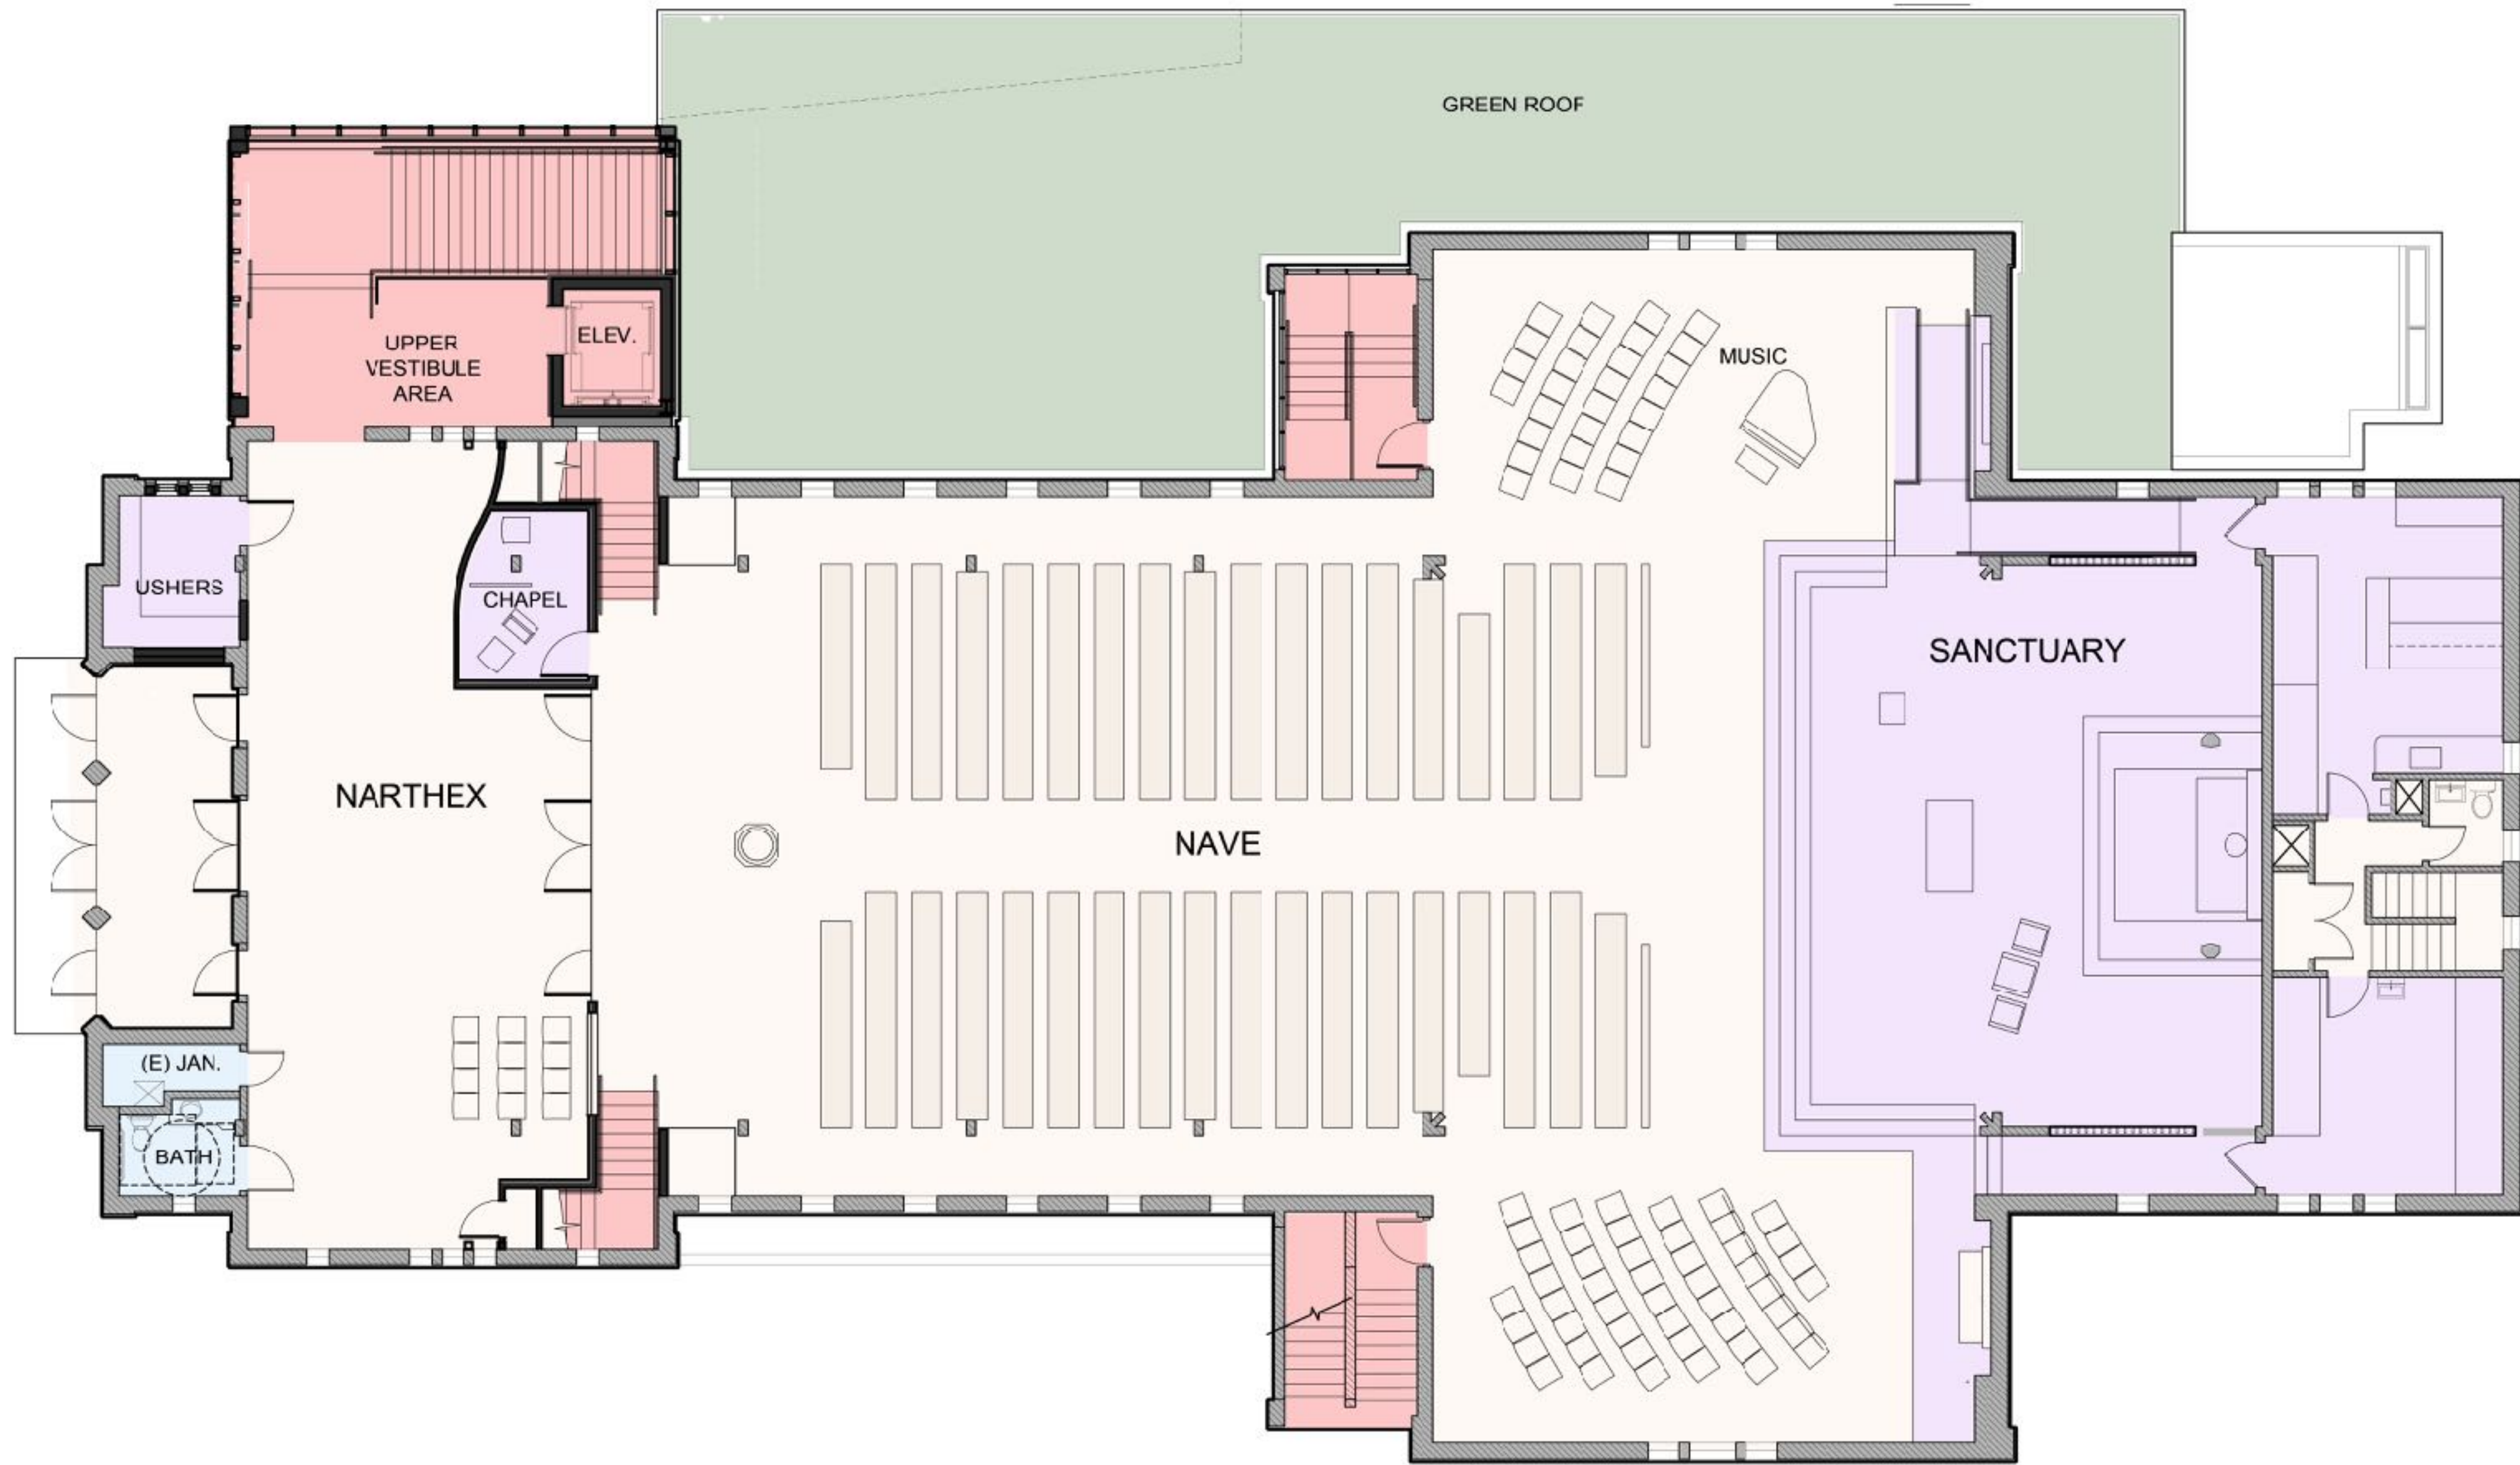 GREEN ROOF
UPPER
VESTIBULE
AREA
ELEV.
MUSIC
USHERS
CHAPEL
SANCTUARY
NARTHEX
NAVE
(E) JAN.
BATH